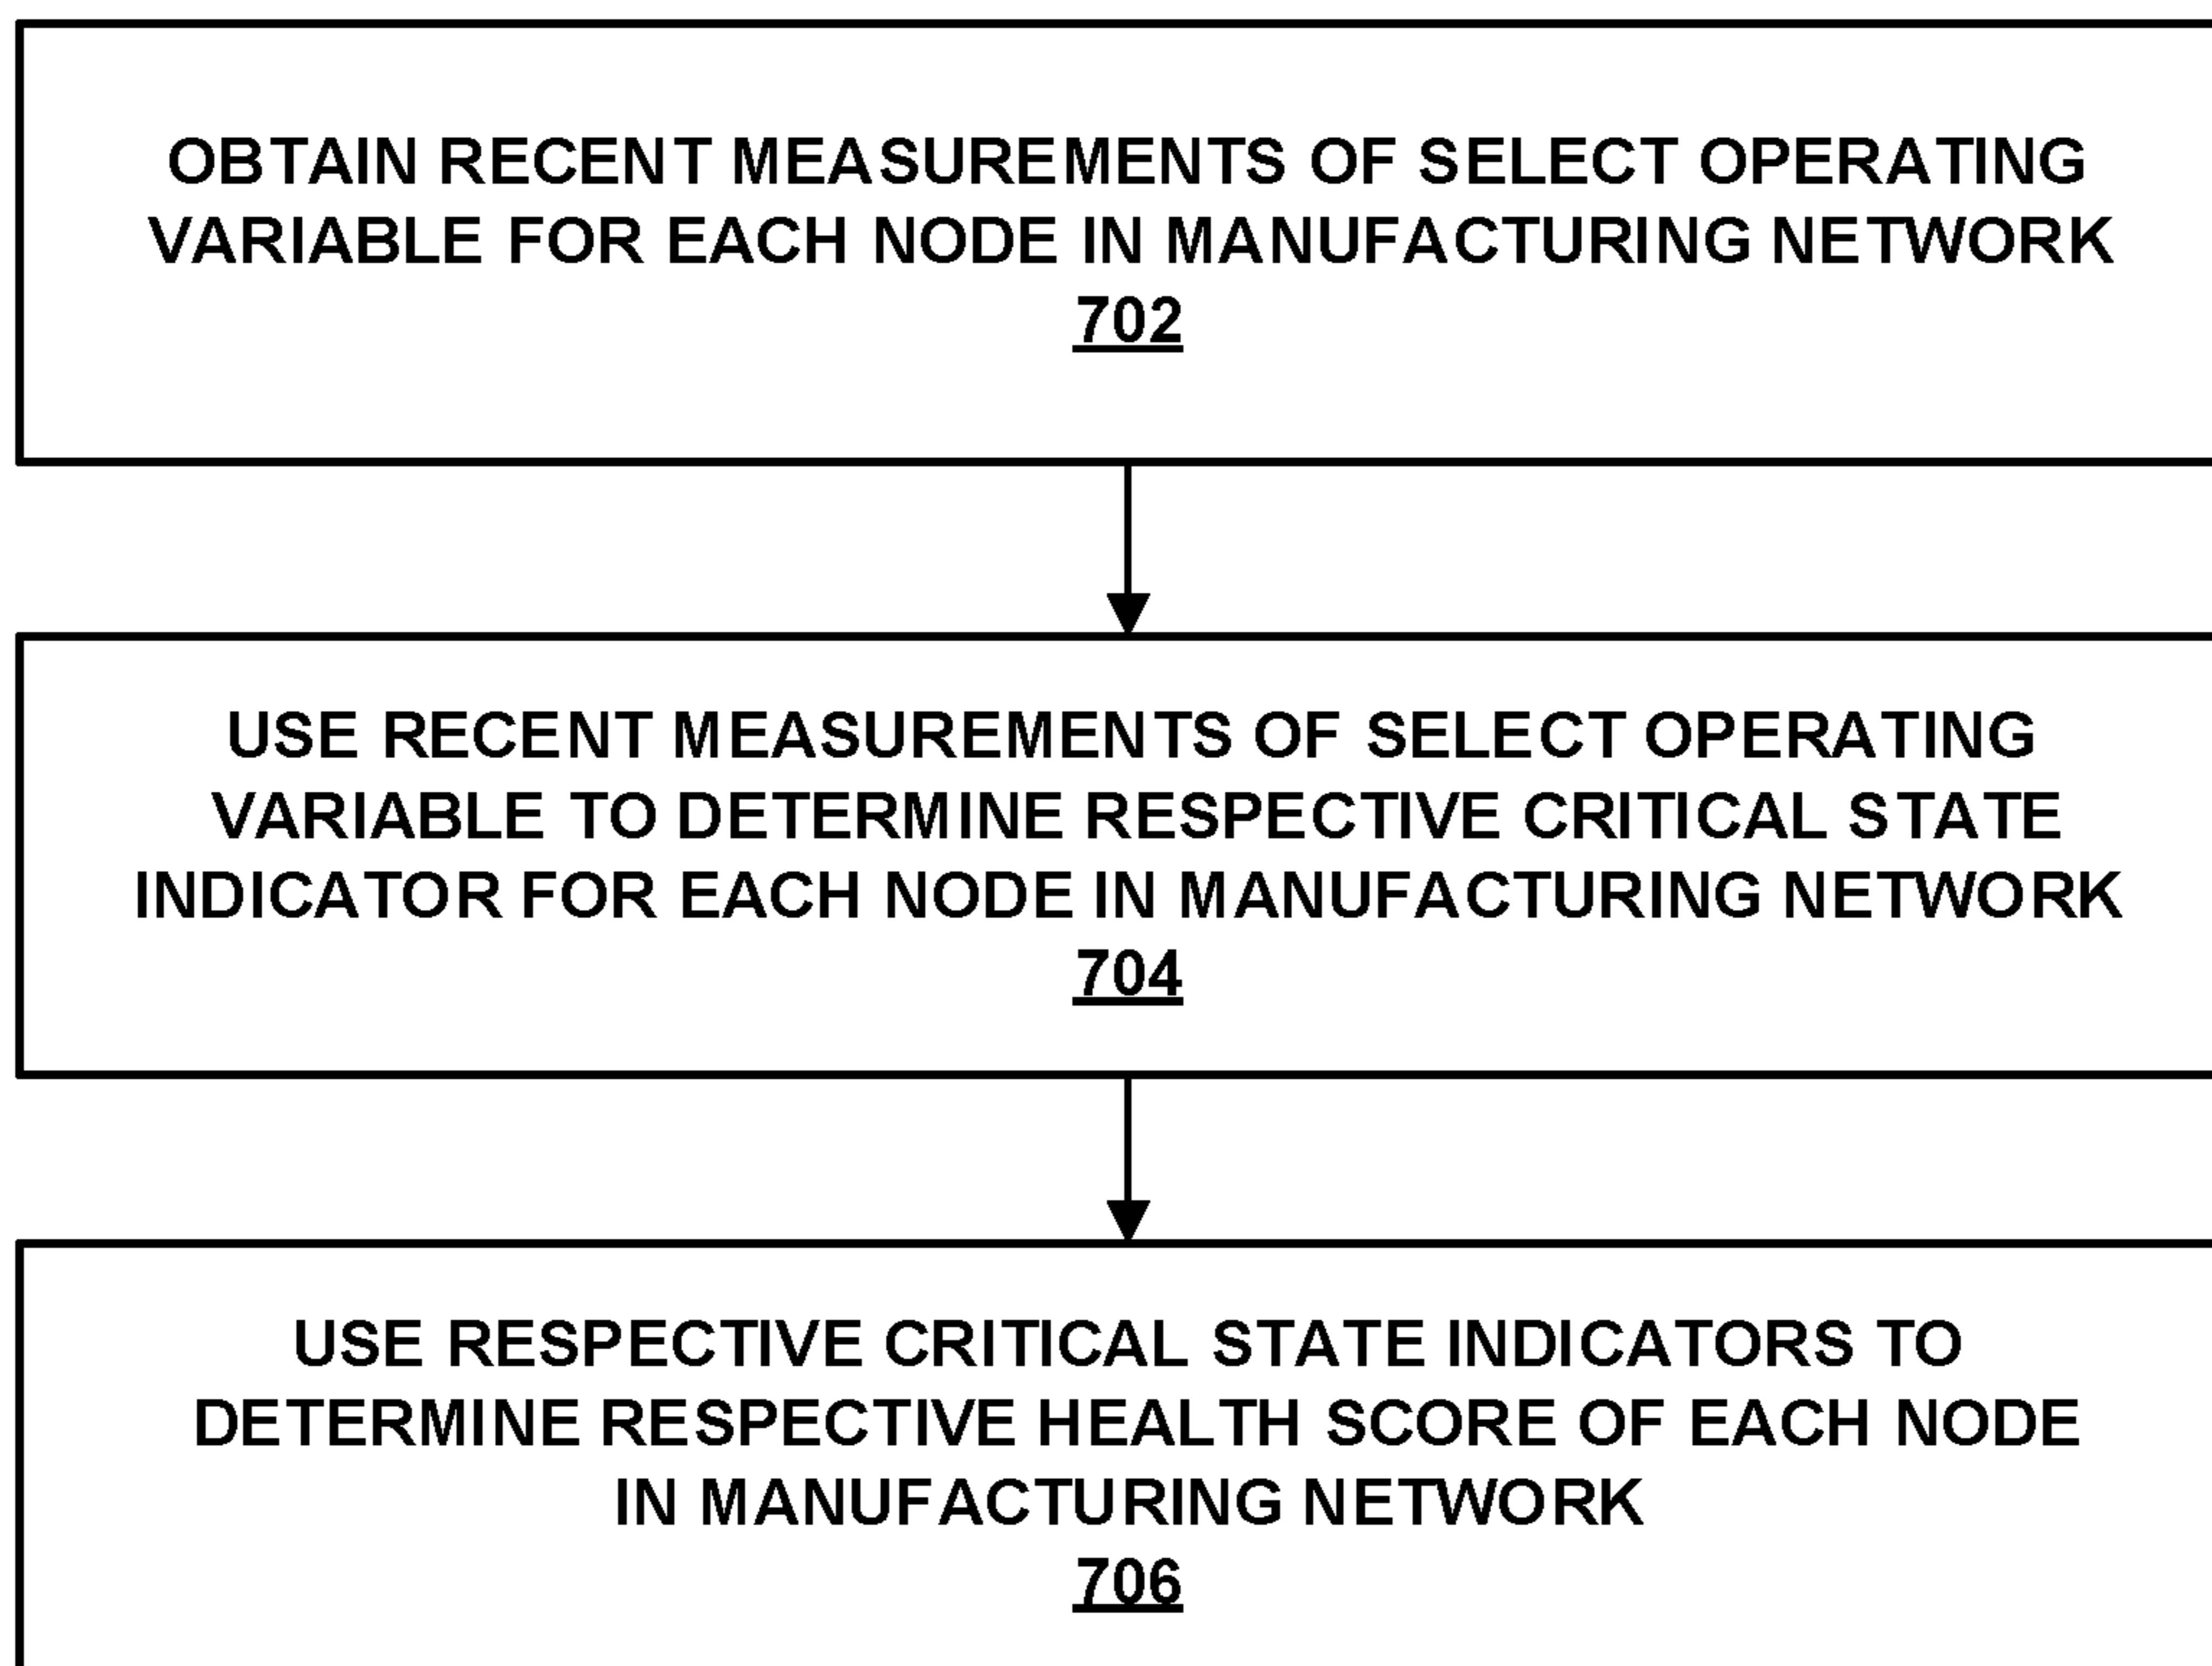 OBTAIN RECENT MEASUREMENTS OF SELECT OPERATING
VARIABLE FOR EACH NODE IN MANUFACTURING NETWORK
702
USE RECENT MEASUREMENTS OF SELECT OPERATING
VARIABLE TO DETERMINE RESPECTIVE CRITICAL STATE
INDICATOR FOR EACH NODE IN MANUFACTURING NETWORK
704
USE RESPECTIVE CRITICAL STATE INDICATORS TO
DETERMINE RESPECTIVE HEALTH SCORE OF EACH NODE
IN MANUFACTURING NETWORK
706